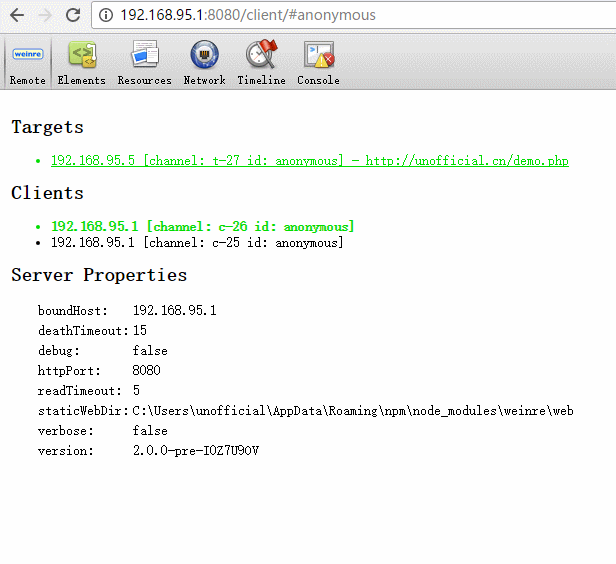 192.168.95.1:8080/client/#anonymous
weinre
Remote Elements Resources Network Timeline Console
Targets
192.168.95.5 [channel: t-27 id: anonymous] - http://unofficial.cn/demo.php
Clients
192.168.95.1 [channel: c-26 id: anonymous]
192.168.95.1 [channel: c-25 id: anonymous]
Server Properties
boundHost: 192.168.95.1
deathTimeout: 15
debug: false
httpPort: 8080
readTimeout: 5
staticWebDir: C:\Users\unofficial\AppData\Roaming\npm\node_modules\weinre\web
verbose: false
version: 2.0.0-pre-I0Z7U9OV